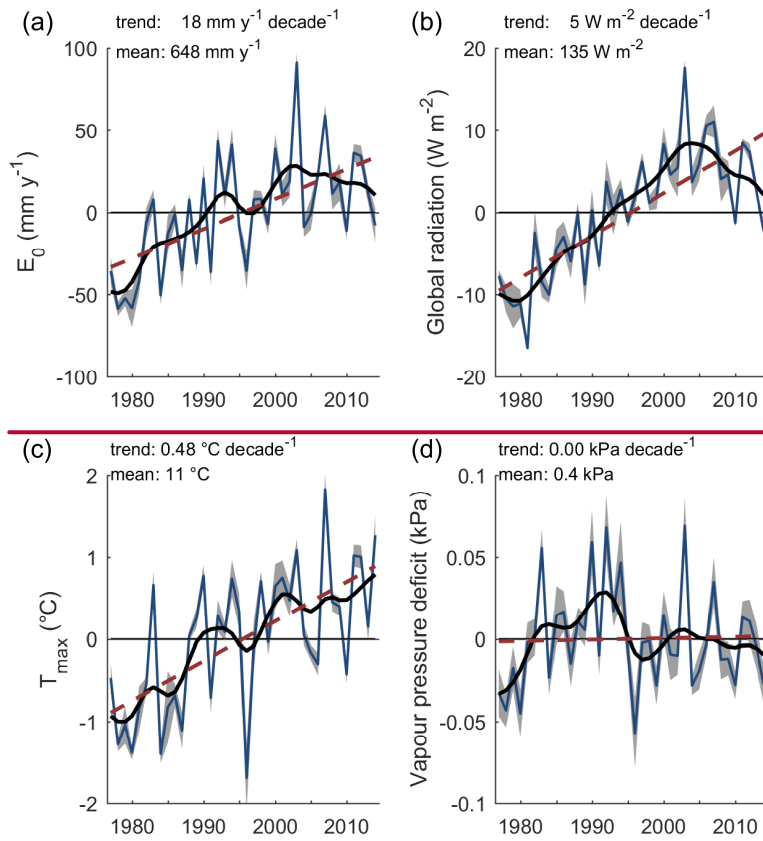 (a)
trend: 18 mm y⁻¹ decade⁻¹
mean: 648 mm y⁻¹
100
50
0
-50
-100
E₀ (mm y⁻¹)
1980 1990 2000 2010
(b)
trend: 5 W m⁻² decade⁻¹
mean: 135 W m⁻²
20
10
0
-10
-20
Global radiation (W m⁻²)
1980 1990 2000 2010
(c)
trend: 0.48 °C decade⁻¹
mean: 11 °C
2
1
0
-1
-2
Tmax (°C)
1980 1990 2000 2010
(d)
trend: 0.00 kPa decade⁻¹
mean: 0.4 kPa
0.1
0.05
0
-0.05
-0.1
Vapour pressure deficit (kPa)
1980 1990 2000 2010